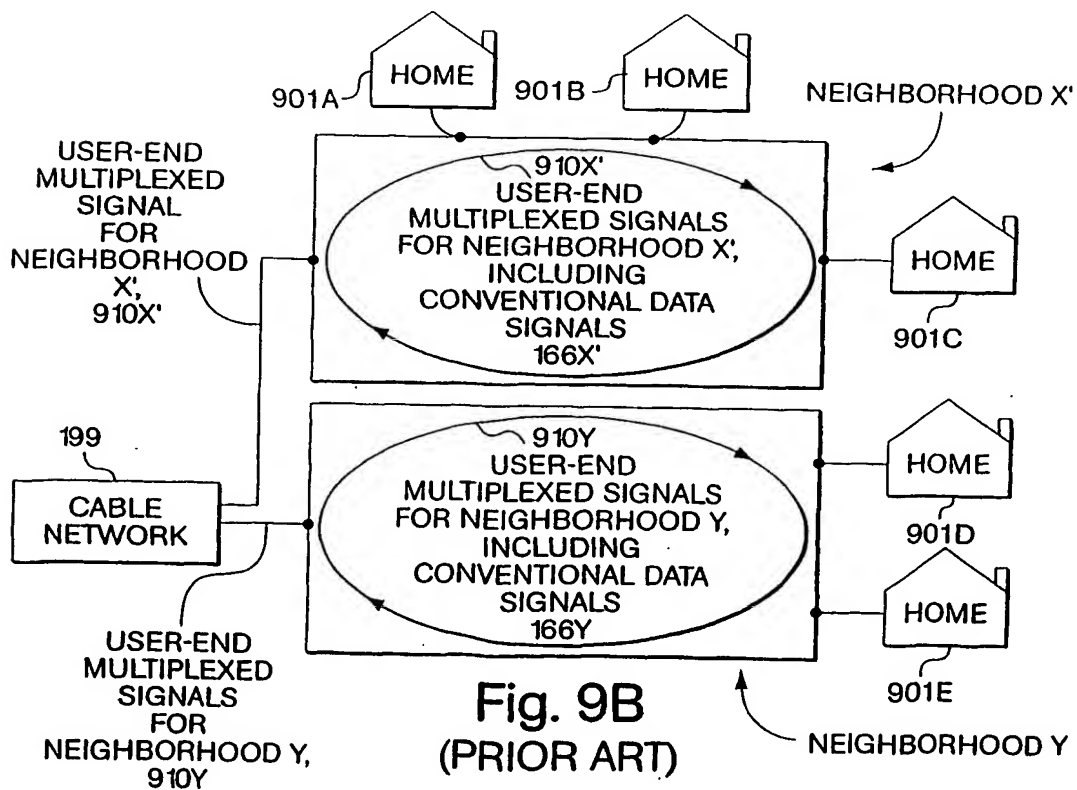 HOME
HOME
901A
901B
NEIGHBORHOOD X'
USER-END
MULTIPLEXED
SIGNAL
FOR
NEIGHBORHOOD
X',
910X'
910X'
USER-END
MULTIPLEXED SIGNALS
FOR NEIGHBORHOOD X',
INCLUDING
CONVENTIONAL DATA
SIGNALS
166X'
HOME
901C
199
CABLE
NETWORK
910Y
USER-END
MULTIPLEXED SIGNALS
FOR NEIGHBORHOOD Y,
INCLUDING
CONVENTIONAL DATA
SIGNALS
166Y
HOME
901D
HOME
901E
USER-END
MULTIPLEXED
SIGNALS
FOR
NEIGHBORHOOD Y,
910Y
Fig. 9B
(PRIOR ART)
NEIGHBORHOOD Y